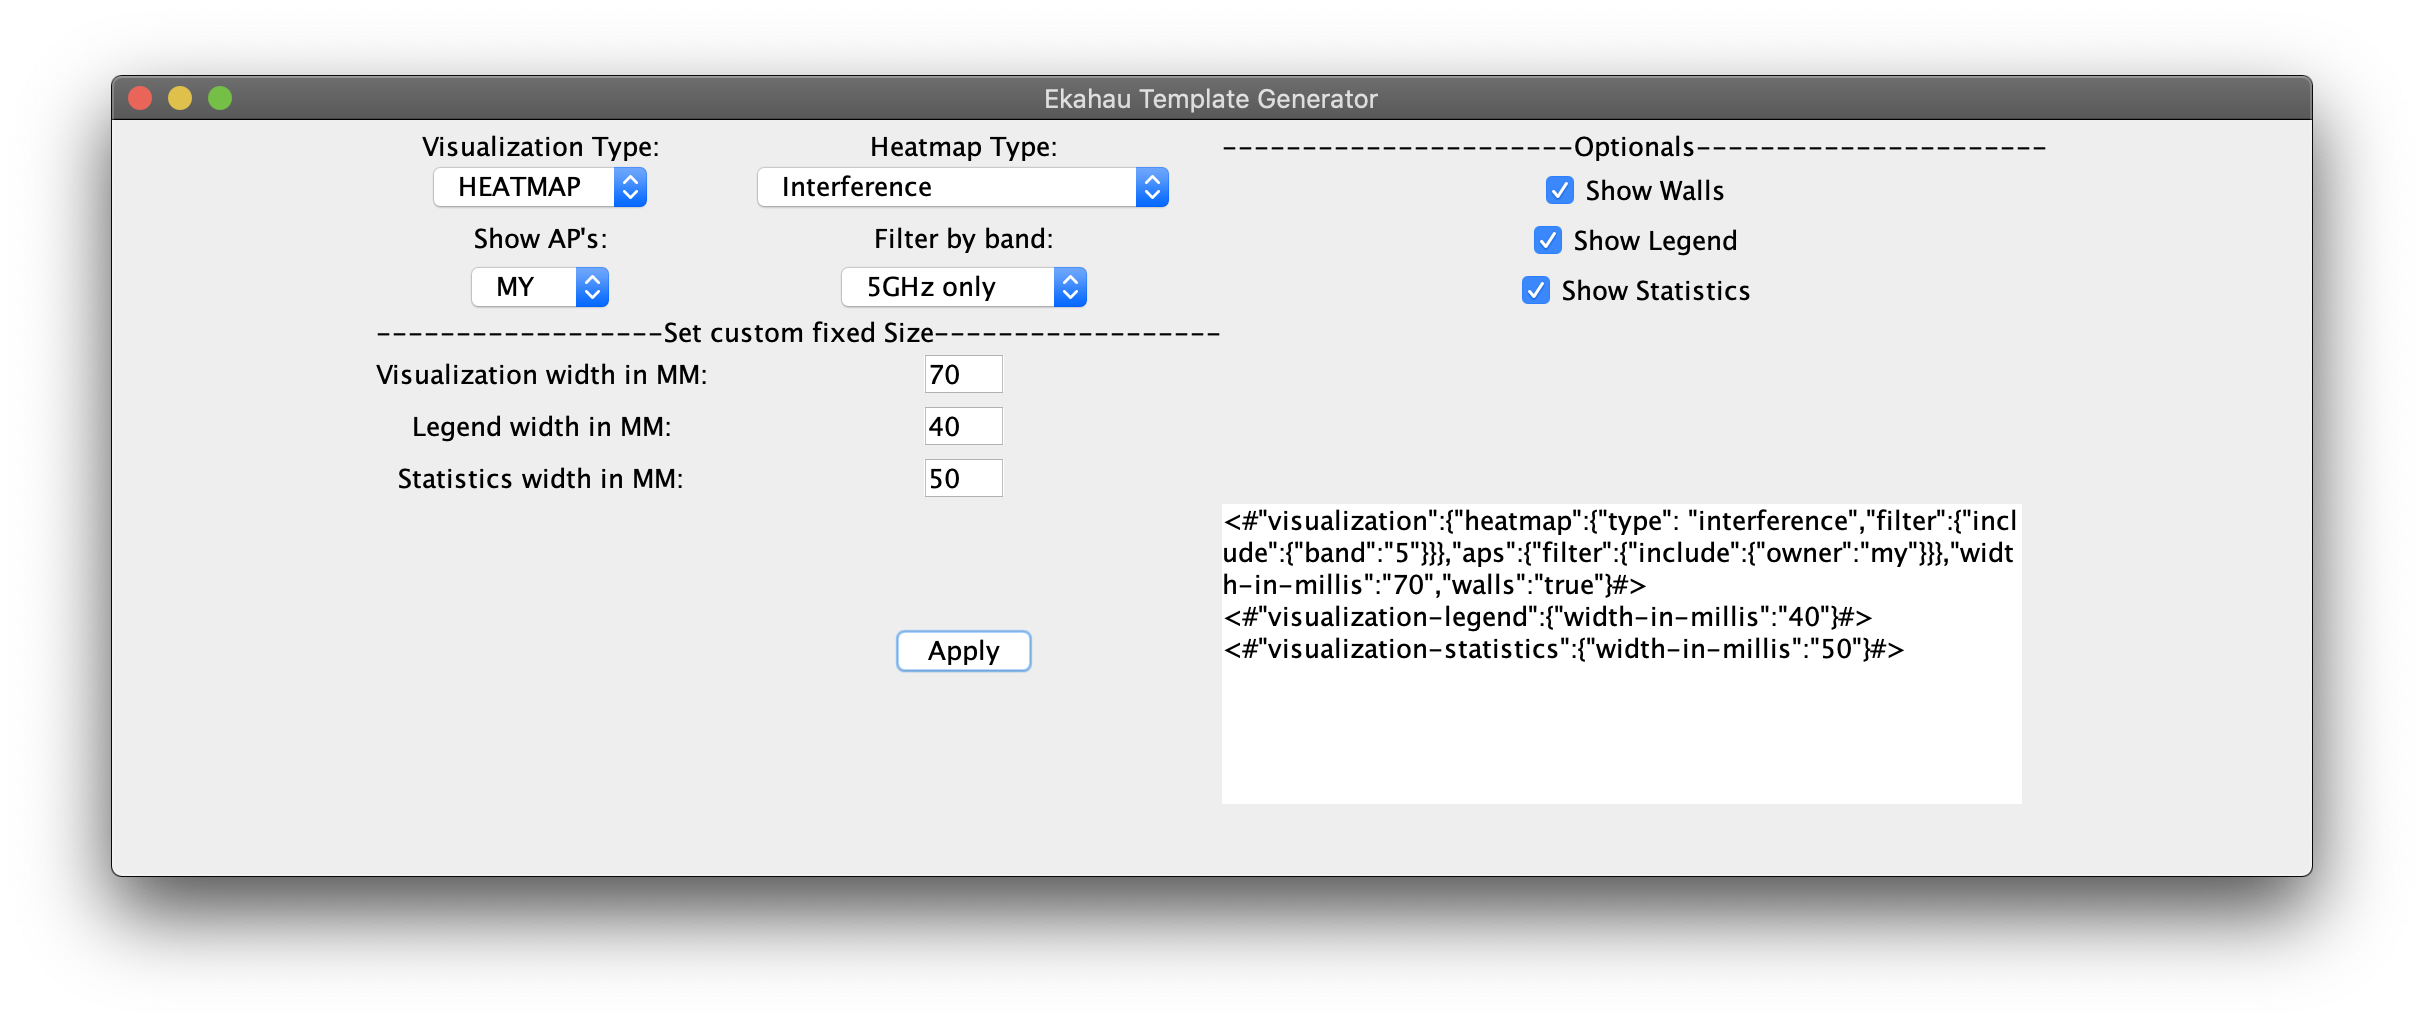 Ekahau Template Generator
Visualization Type:
Heatmap Type:
----------------------Optionals----------------------
HEATMAP
Interference
Show Walls
Show AP's:
Filter by band:
Show Legend
MY
5GHz only
Show Statistics
------------------Set custom fixed Size------------------
Visualization width in MM:
70
Legend width in MM:
40
Statistics width in MM:
50
<#"visualization":{"heatmap":{"type": "interference","filter":{"incl
ude":{"band":"5"}}},"aps":{"filter":{"include":{"owner":"my"}}},"widt
h-in-millis":"70","walls":"true"}#>
<#"visualization-legend":{"width-in-millis":"40"}#>
<#"visualization-statistics":{"width-in-millis":"50"}#>
Apply